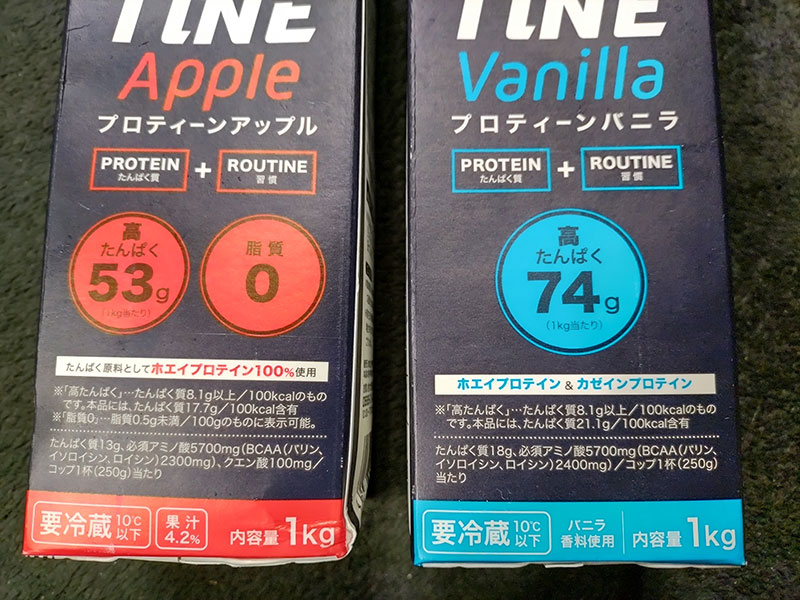 TINE
Apple
プロティーンアップル
PROTEIN
たんぱく質
+
ROUTINE
習慣
高
たんぱく
53g
(1kg当たり)
脂質
0
たんぱく原料としてホエイプロテイン100%使用
※「高たんぱく」…たんぱく質8.1g以上/100kcalのもの
です。本品には、たんぱく質17.7g/100kcal含有
※「脂質0」…脂質0.5g未満/100gのものに表示可能。
たんぱく質13g、必須アミノ酸5700mg(BCAA(バリン、
イソロイシン、ロイシン)2300mg)、クエン酸100mg/
コップ1杯(250g)当たり
要冷蔵
10℃
以下
果汁
4.2%
内容量 1kg
TINE
Vanilla
プロティーンバニラ
PROTEIN
たんぱく質
+
ROUTINE
習慣
高
たんぱく
74g
(1kg当たり)
ホエイプロテイン & カゼインプロテイン
※「高たんぱく」…たんぱく質8.1g以上/100kcalのもの
です。本品には、たんぱく質21.1g/100kcal含有
たんぱく質18g、必須アミノ酸5700mg(BCAA(バリン、
イソロイシン、ロイシン)2400mg)/コップ1杯(250g)
当たり
要冷蔵
10℃
以下
バニラ
香料使用
内容量 1kg